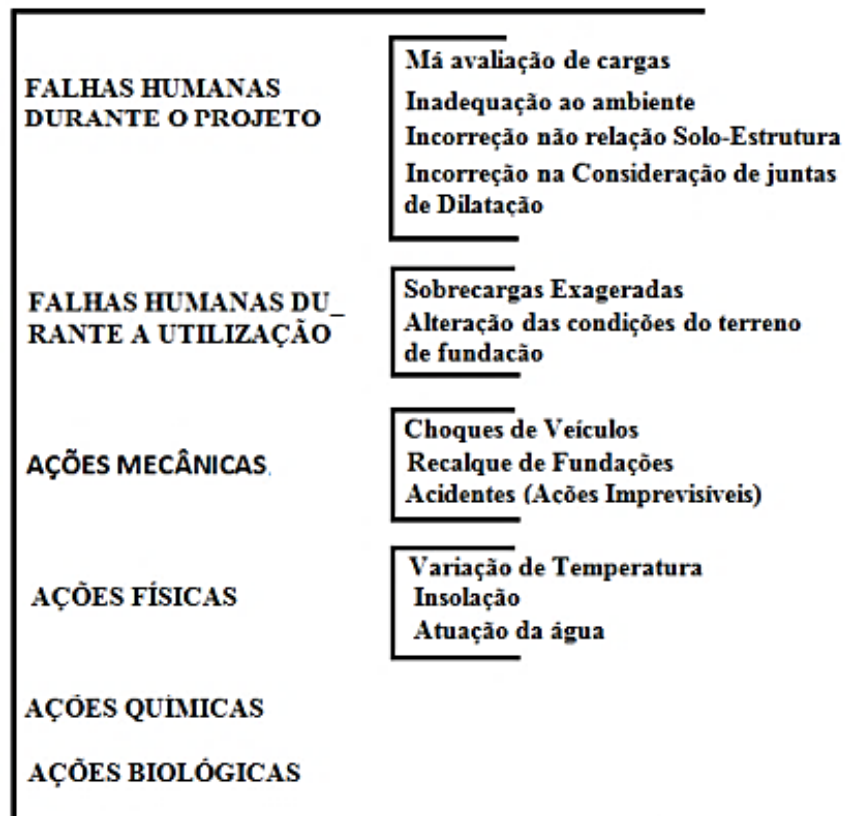 FALHAS HUMANAS
DURANTE O PROJETO
Má avaliação de cargas
Inadequação ao ambiente
Incorreção não relação Solo-Estrutura
Incorreção na Consideração de juntas
de Dilatação
FALHAS HUMANAS DU_
RANTE A UTILIZAÇÃO
Sobrecargas Exageradas
Alteração das condições do terreno
de fundacão
AÇÕES MECÂNICAS.
Choques de Veículos
Recalque de Fundações
Acidentes (Acões Imprevisíveis)
AÇÕES FÍSICAS
Variação de Temperatura
Insolação
Atuação da água
AÇÕES QUÍMICAS
AÇÕES BIOLÓGICAS